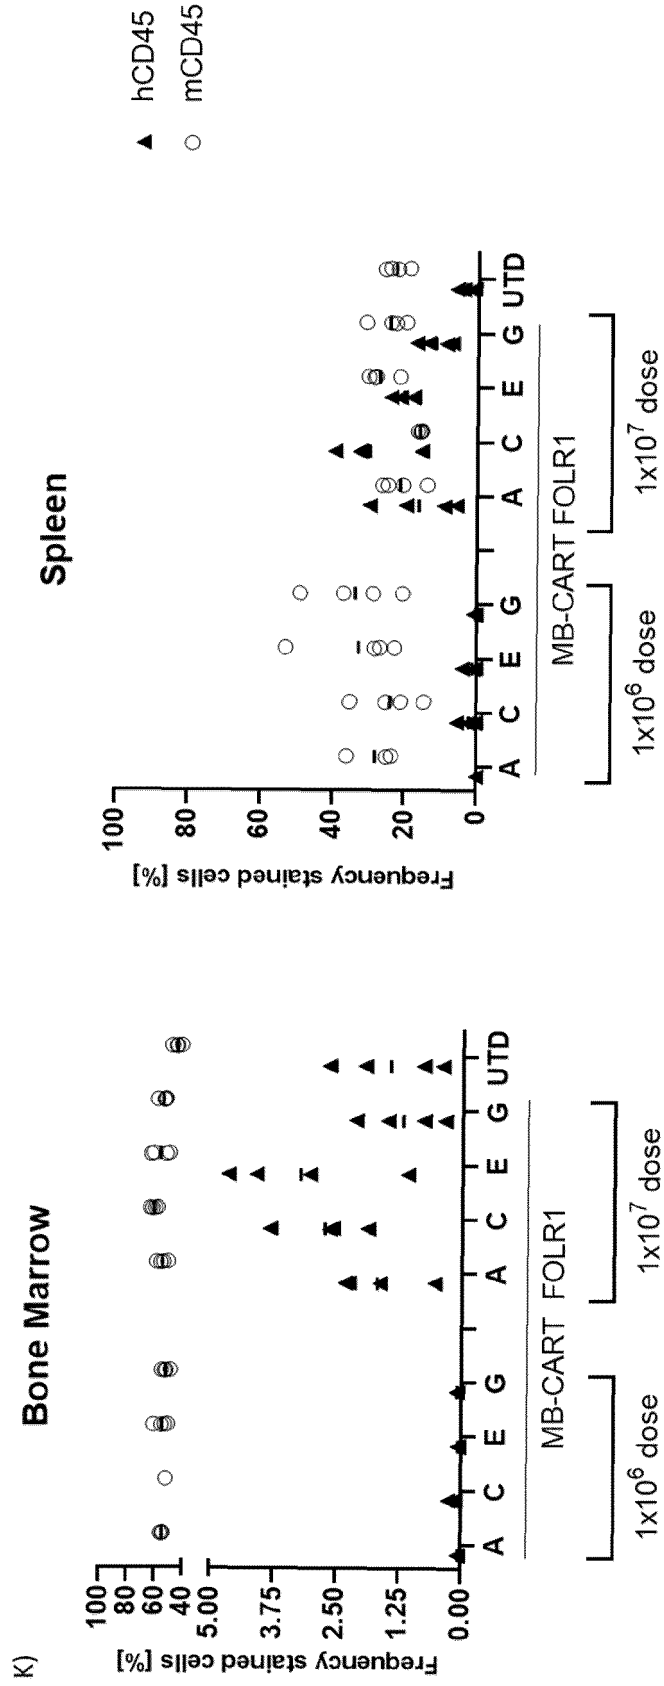 K)
Bone Marrow
Frequency stained cells [%]
100
80
60
40
5.00
3.75
2.50
1.25
0.00
A C E G A C E G UTD
MB-CART FOLR1
1x10⁶ dose 1x10⁷ dose
Spleen
Frequency stained cells [%]
100
80
60
40
20
0
A C E G A C E G UTD
MB-CART FOLR1
1x10⁶ dose 1x10⁷ dose
▲ hCD45
○ mCD45